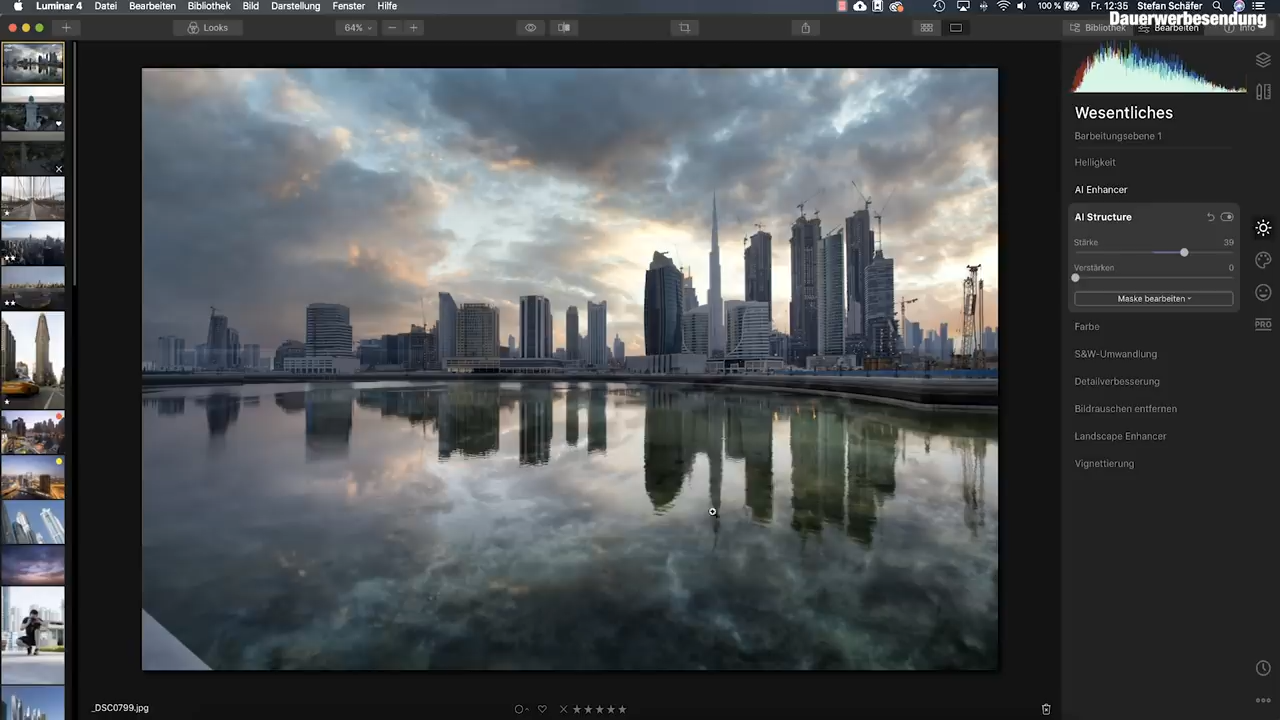 Luminar 4 Datei Bearbeiten Bibliothek Bild Darstellung Fenster Hilfe 100 % Fr. 12:35 Stefan Schäfer
Dauerwerbesendung
Looks 64% Bibliothek Bearbeiten Info
Wesentliches
Barbeitungsebene 1
Helligkeit
AI Enhancer
AI Structure
Stärke 39
Verstärken 0
Maske bearbeiten
Farbe
S&W-Umwandlung
Detailverbesserung
Bildrauschen entfernen
Landscape Enhancer
Vignettierung
PRO
_DSC0799.jpg